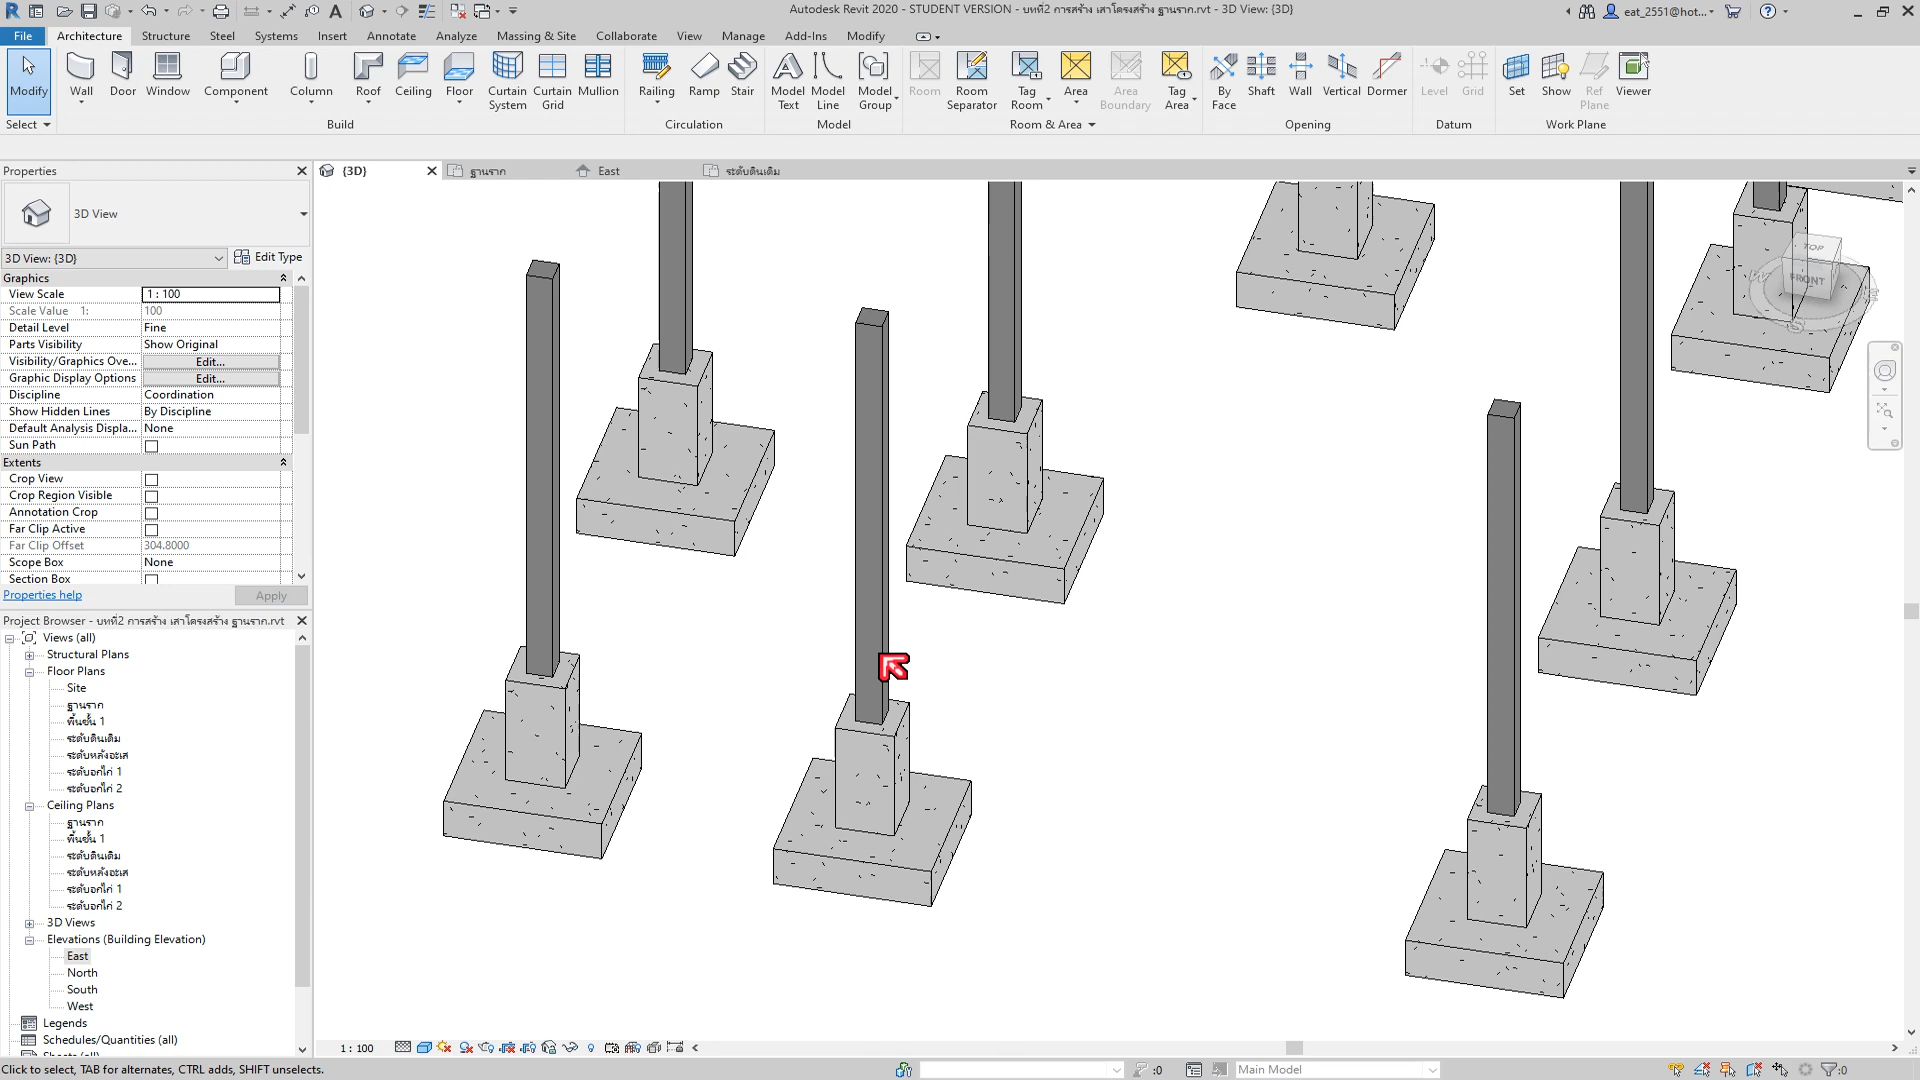 Autodesk Revit 2020 - STUDENT VERSION - บทที่2 การสร้าง เสาโครงสร้าง ฐานราก.rvt - 3D View: {3D}
eat_2551@hot...
File Architecture Structure Steel Systems Insert Annotate Analyze Massing & Site Collaborate View Manage Add-Ins Modify
Modify Wall Door Window Component Column Roof Ceiling Floor Curtain System Curtain Grid Mullion Railing Ramp Stair Model Text Model Line Model Group Room Room Separator Tag Room Area Area Boundary Tag Area By Face Shaft Wall Vertical Dormer Level Grid Set Show Ref Plane Viewer
Select Build Circulation Model Room & Area Opening Datum Work Plane
Properties
{3D} ฐานราก East ระดับดินเดิม
3D View
3D View: {3D} Edit Type
Graphics
View Scale 1 : 100
Scale Value 1: 100
Detail Level Fine
Parts Visibility Show Original
Visibility/Graphics Ove... Edit...
Graphic Display Options Edit...
Discipline Coordination
Show Hidden Lines By Discipline
Default Analysis Displa... None
Sun Path
Extents
Crop View
Crop Region Visible
Annotation Crop
Far Clip Active
Far Clip Offset 304.8000
Scope Box None
Section Box
Properties help Apply
Project Browser - บทที่2 การสร้าง เสาโครงสร้าง ฐานราก.rvt
Views (all)
Structural Plans
Floor Plans
Site
ฐานราก
พื้นชั้น 1
ระดับดินเดิม
ระดับหลังอะเส
ระดับอกไก่ 1
ระดับอกไก่ 2
Ceiling Plans
ฐานราก
พื้นชั้น 1
ระดับดินเดิม
ระดับหลังอะเส
ระดับอกไก่ 1
ระดับอกไก่ 2
3D Views
Elevations (Building Elevation)
East
North
South
West
Legends
Schedules/Quantities (all)
Sheets (all)
TOP
FRONT
W
S
1 : 100
Click to select, TAB for alternates, CTRL adds, SHIFT unselects.
:0 Main Model :0